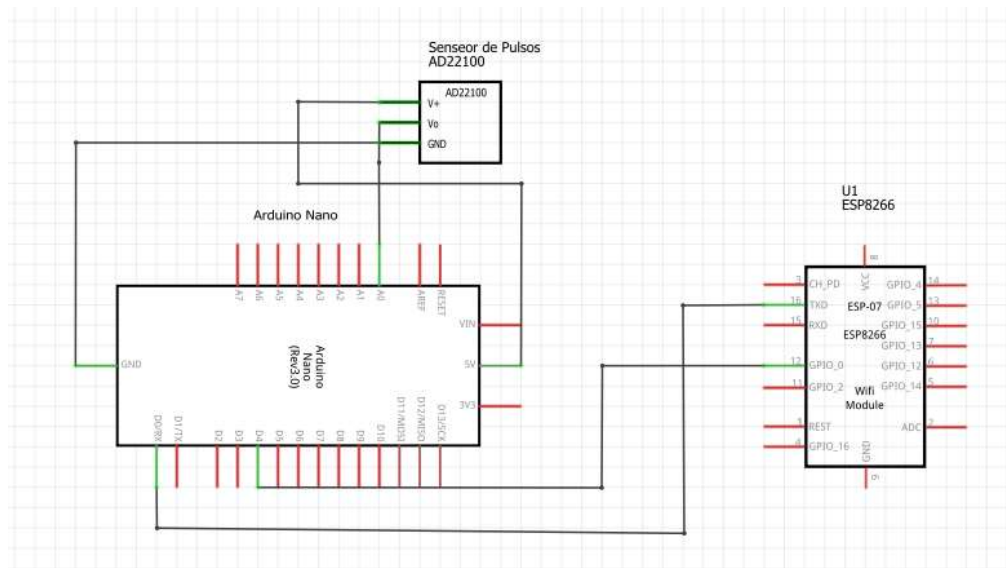 Senseor de Pulsos
AD22100
AD22100
V+
Vo
GND
Arduino Nano
A7
A6
A5
A4
A3
A2
A1
A0
AREF
RESET
VIN
5V
3V3
GND
Arduino
Nano
(Rev3.0)
D0/RX
D1/TX
D2
D3
D4
D5
D6
D7
D8
D9
D10
D11/MOSI
D12/MISO
D13/SCK
U1
ESP8266
8
VCC
3
CH_PD
GPIO_4
14
16
TXD
ESP-07
GPIO_5
13
15
RXD
GPIO_15
10
ESP8266
GPIO_13
7
12
GPIO_0
GPIO_12
6
11
GPIO_2
GPIO_14
5
Wifi
Module
1
REST
ADC
2
4
GPIO_16
GND
9